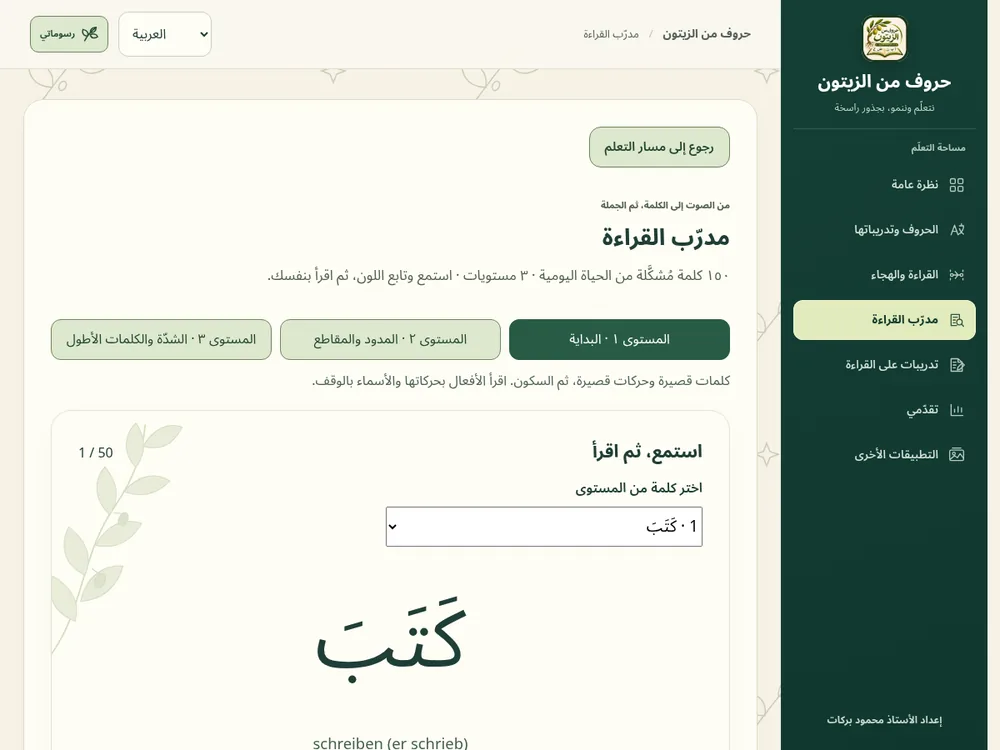 حروف من الزيتون
نتعلّم وننمو، بجذور راسخة
مساحة التعلّم
نظرة عامة
الحروف وتدريباتها
القراءة والهجاء
مدرّب القراءة
تدريبات على القراءة
تقدّمي
التطبيقات الأخرى
إعداد الأستاذ محمود بركات
حروف من الزيتون / مدرّب القراءة
العربية
رسوماتي
رجوع إلى مسار التعلم
من الصوت إلى الكلمة، ثم الجملة
مدرّب القراءة
١٥٠ كلمة مُشكَّلة من الحياة اليومية · ٣ مستويات · استمع وتابع اللون، ثم اقرأ بنفسك.
المستوى ١ · البداية
المستوى ٢ · المدود والمقاطع
المستوى ٣ · الشدّة والكلمات الأطول
كلمات قصيرة وحركات قصيرة، ثم السكون. اقرأ الأفعال بحركاتها والأسماء بالوقف.
استمع، ثم اقرأ
1 / 50
اختر كلمة من المستوى
1 · كَتَبَ
كَتَبَ
schreiben (er schrieb)